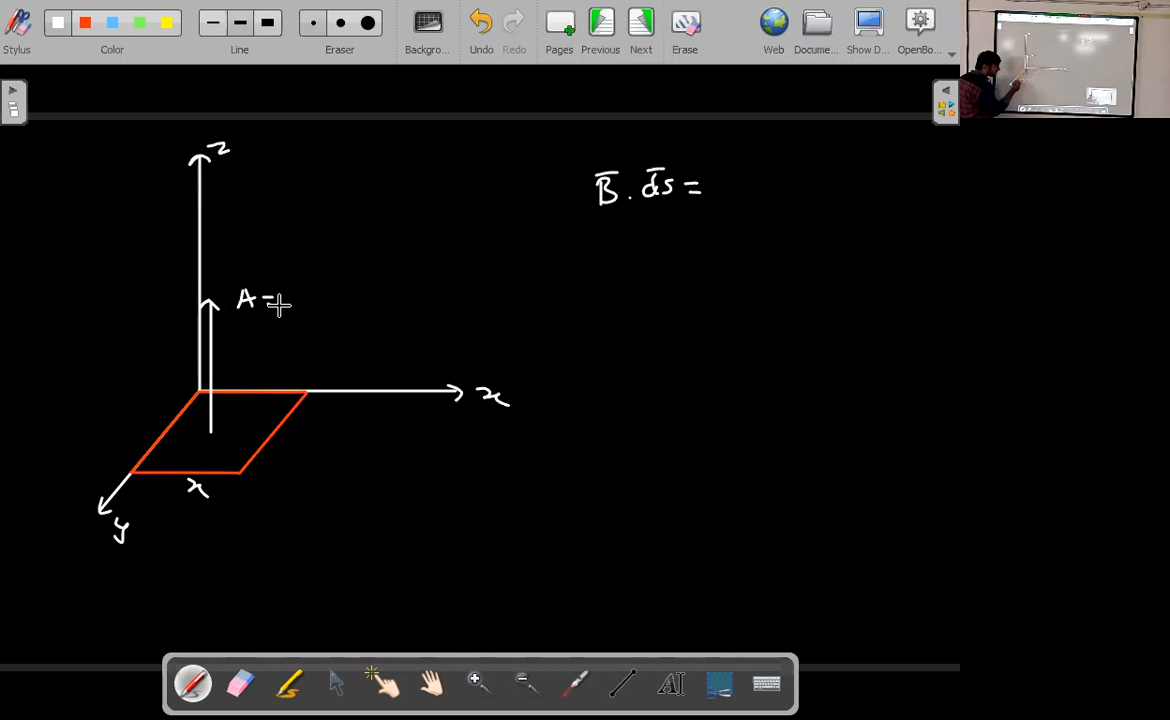 Stylus
Color
Line
Eraser
Backgro...
Undo
Redo
Pages
Previous
Next
Erase
Web
Docume...
Show D...
OpenBo...
z
B̅ . d̅s =
A =
x
x
y